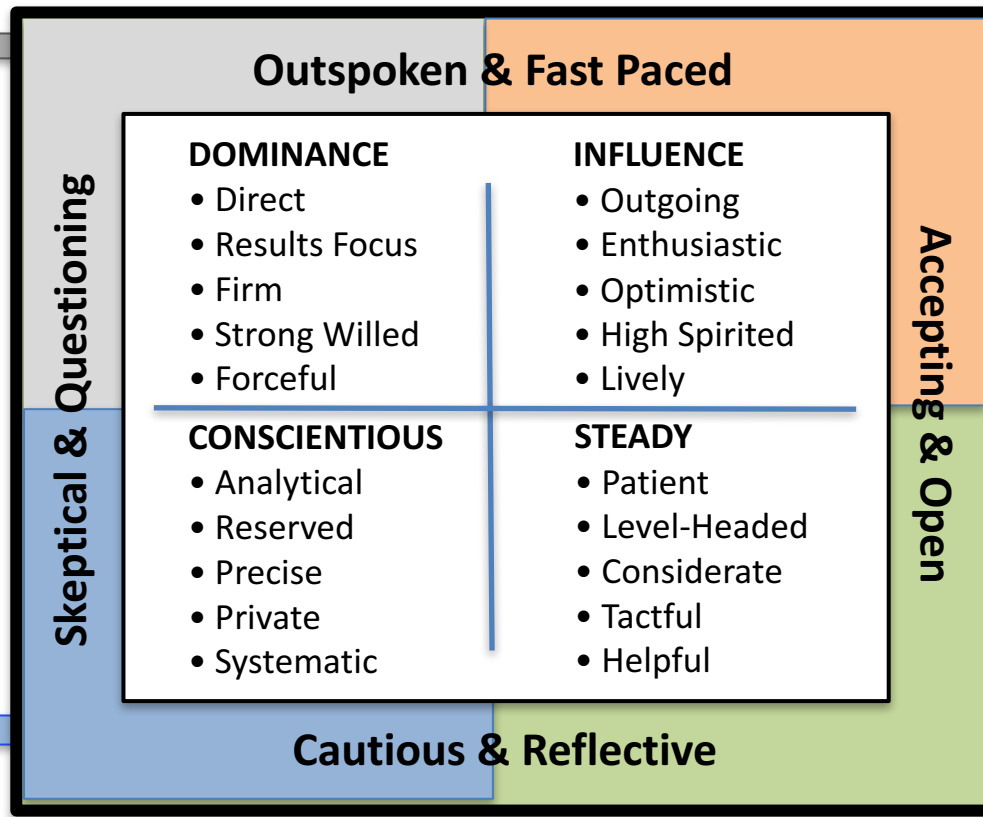 Outspoken & Fast Paced
Skeptical & Questioning
DOMINANCE
• Direct
• Results Focus
• Firm
• Strong Willed
• Forceful
INFLUENCE
• Outgoing
• Enthusiastic
• Optimistic
• High Spirited
• Lively
CONSCIENTIOUS
• Analytical
• Reserved
• Precise
• Private
• Systematic
STEADY
• Patient
• Level-Headed
• Considerate
• Tactful
• Helpful
Accepting & Open
Cautious & Reflective